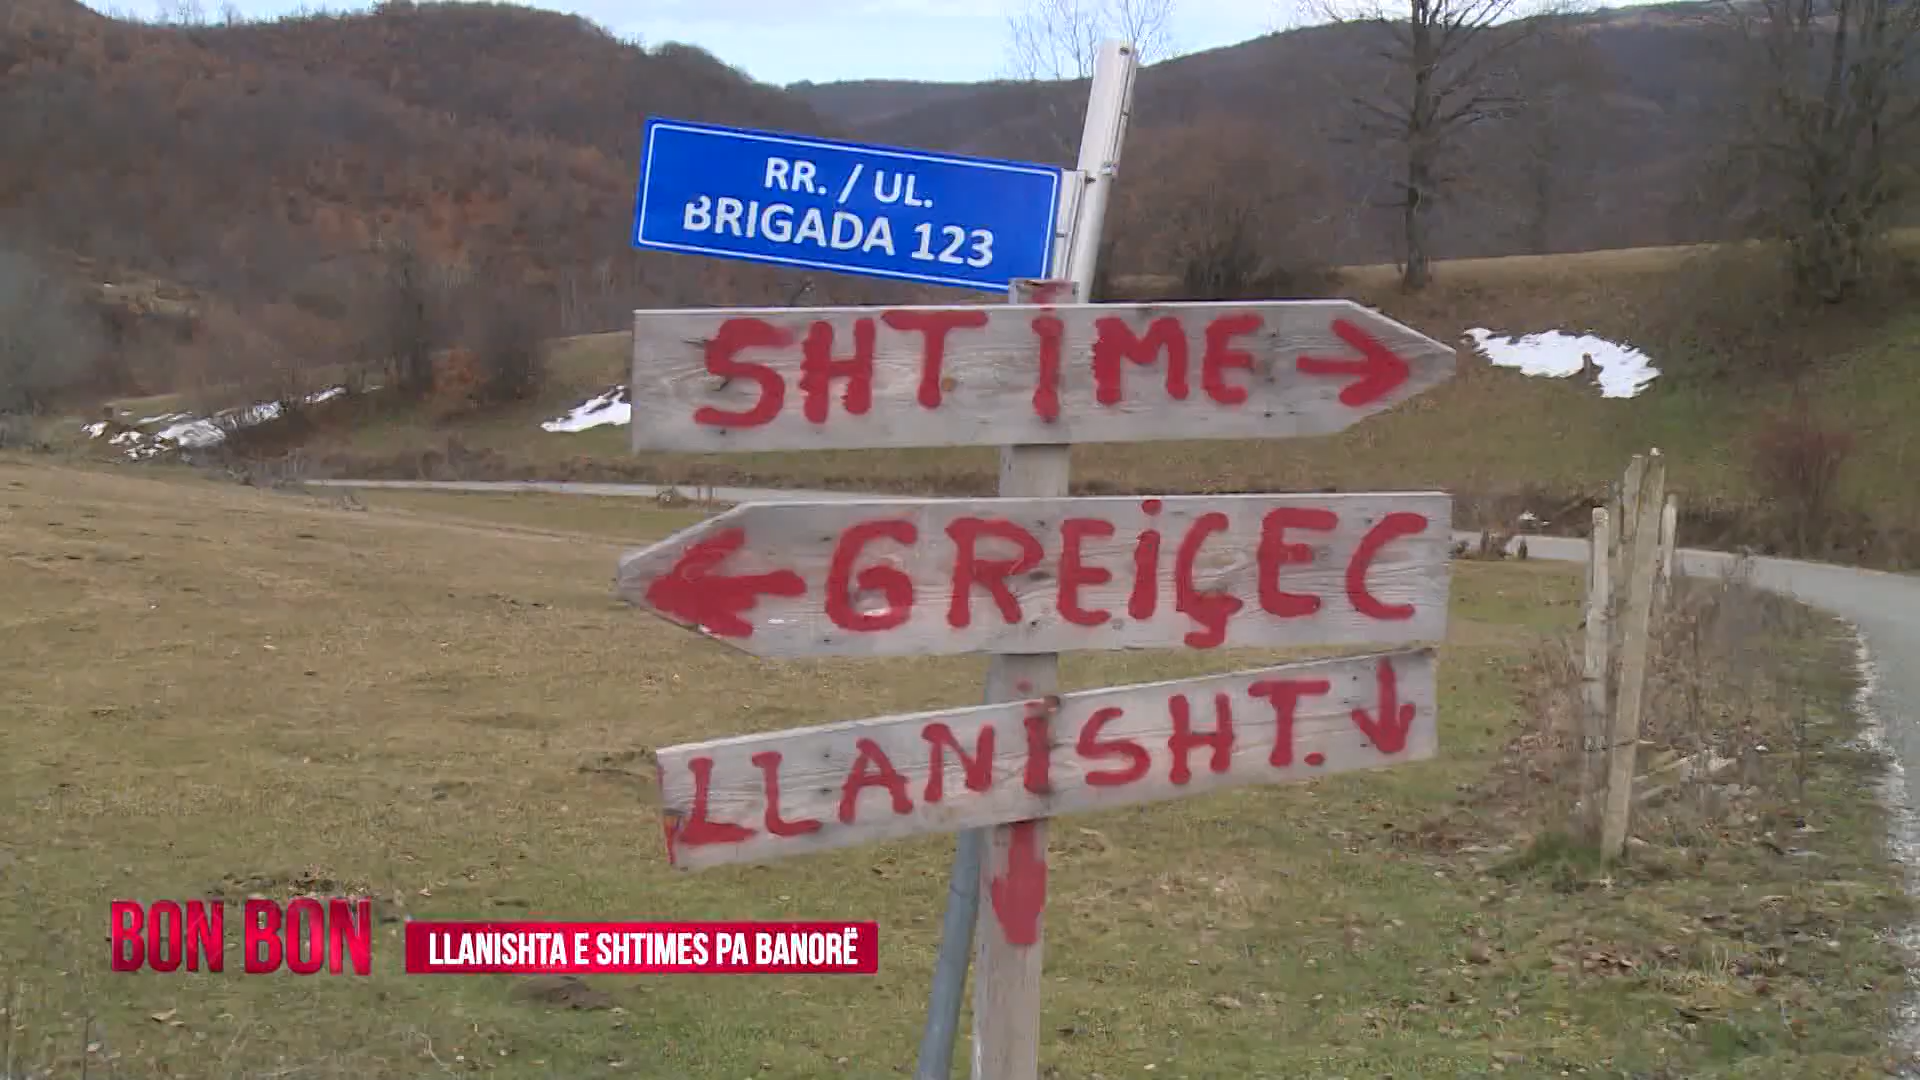 RR. / UL.
BRIGADA 123
SHTİME →
← GREİÇEC
LLANİSHT. ↓
BON BON
LLANISHTA E SHTIMES PA BANORË